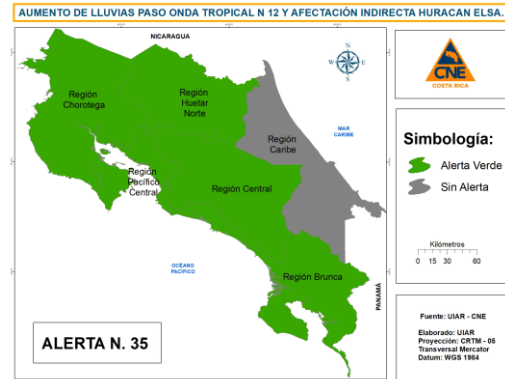 AUMENTO DE LLUVIAS PASO ONDA TROPICAL N 12 Y AFECTACIÓN INDIRECTA HURACAN ELSA.
NICARAGUA
N
W
E
S
CNE
COSTA RICA
Región
Chorotega
Región
Huetar
Norte
Región
Caribe
MAR
CARIBE
Región
Pacífico
Central
Región Central
Región Brunca
OCÉANO
PACÍFICO
PANAMÁ
ALERTA N. 35
Simbología:
Alerta Verde
Sin Alerta
Kilómetros
0 15 30 60
Fuente: UIAR - CNE
Elaborado: UIAR
Proyección: CRTM - 05
Transversal Mercator
Datum: WGS 1984